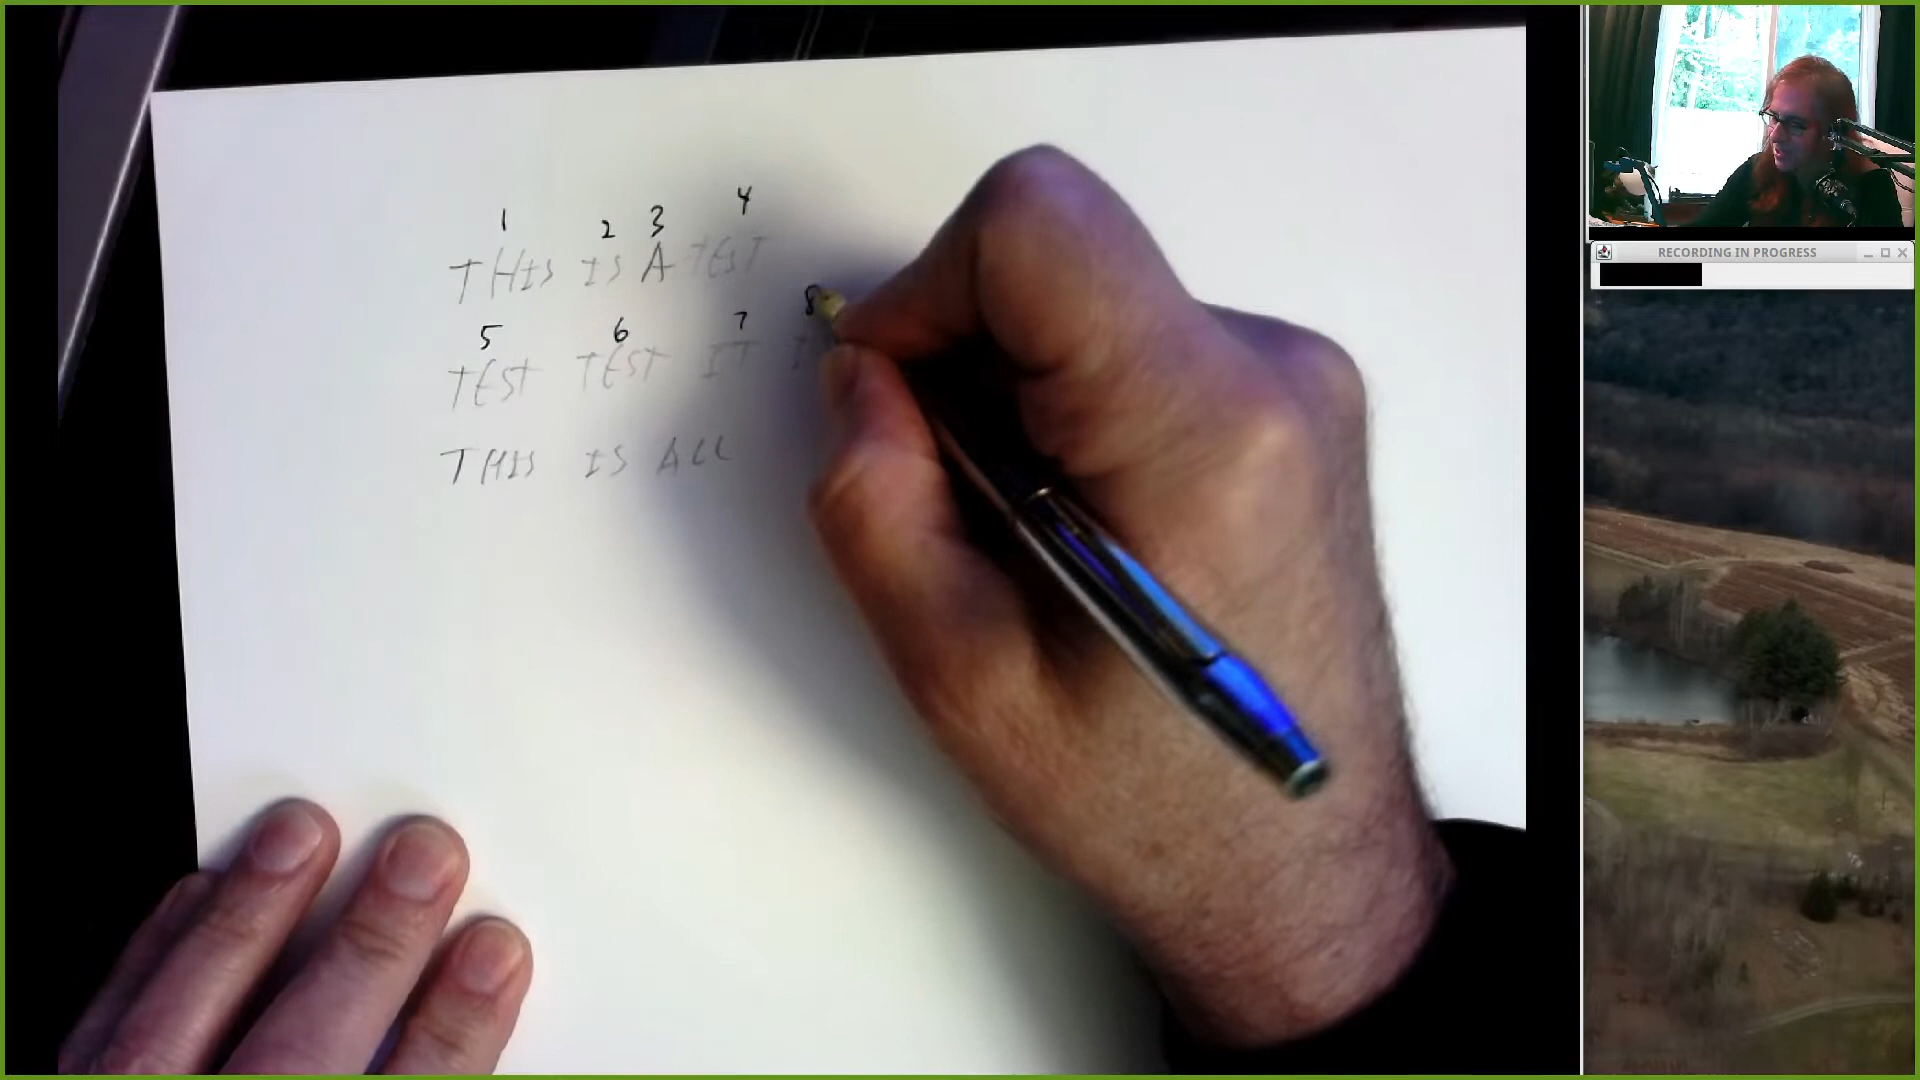 1 2 3 4
THIS IS A TEST
5 6 7 8
TEST TEST IT
THIS IS ALL
RECORDING IN PROGRESS